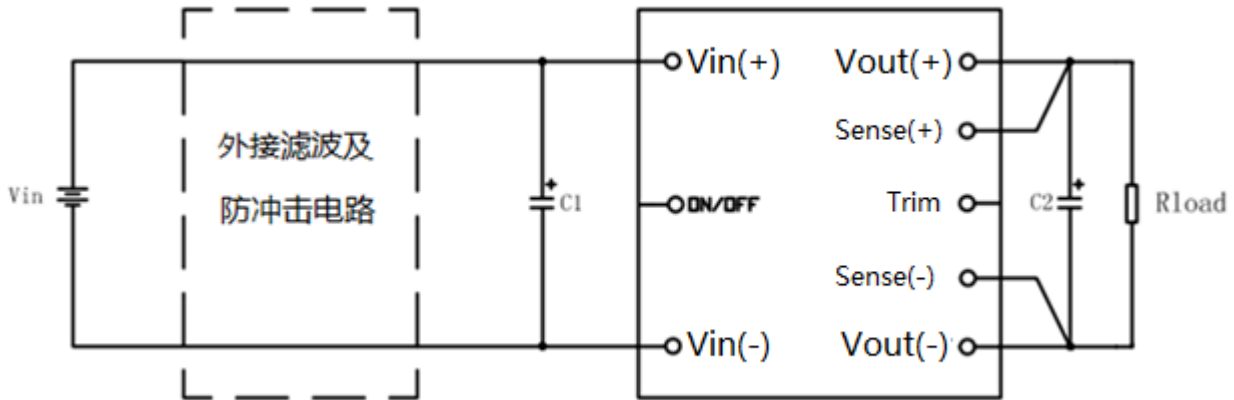 Vin(+)
Vout(+)
Sense(+)
外接滤波及
防冲击电路
Vin
C1
ON/OFF
Trim
C2
Rload
Sense(-)
Vin(-)
Vout(-)